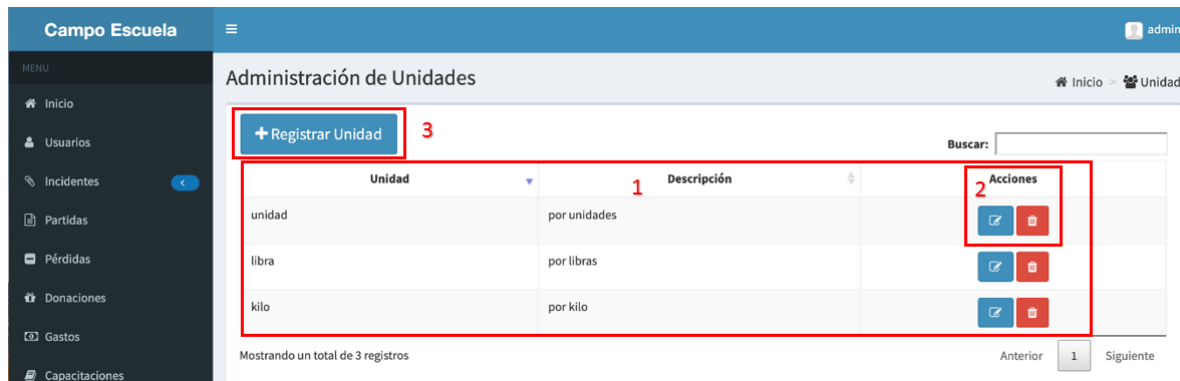 Campo Escuela
admin
MENU
Administración de Unidades
Inicio > Unidad
Inicio
+ Registrar Unidad 3
Usuarios
Buscar:
Incidentes
Unidad 1 Descripción 2 Acciones
Partidas
unidad por unidades
Pérdidas
libra por libras
Donaciones
kilo por kilo
Gastos
Mostrando un total de 3 registros Anterior 1 Siguiente
Capacitaciones